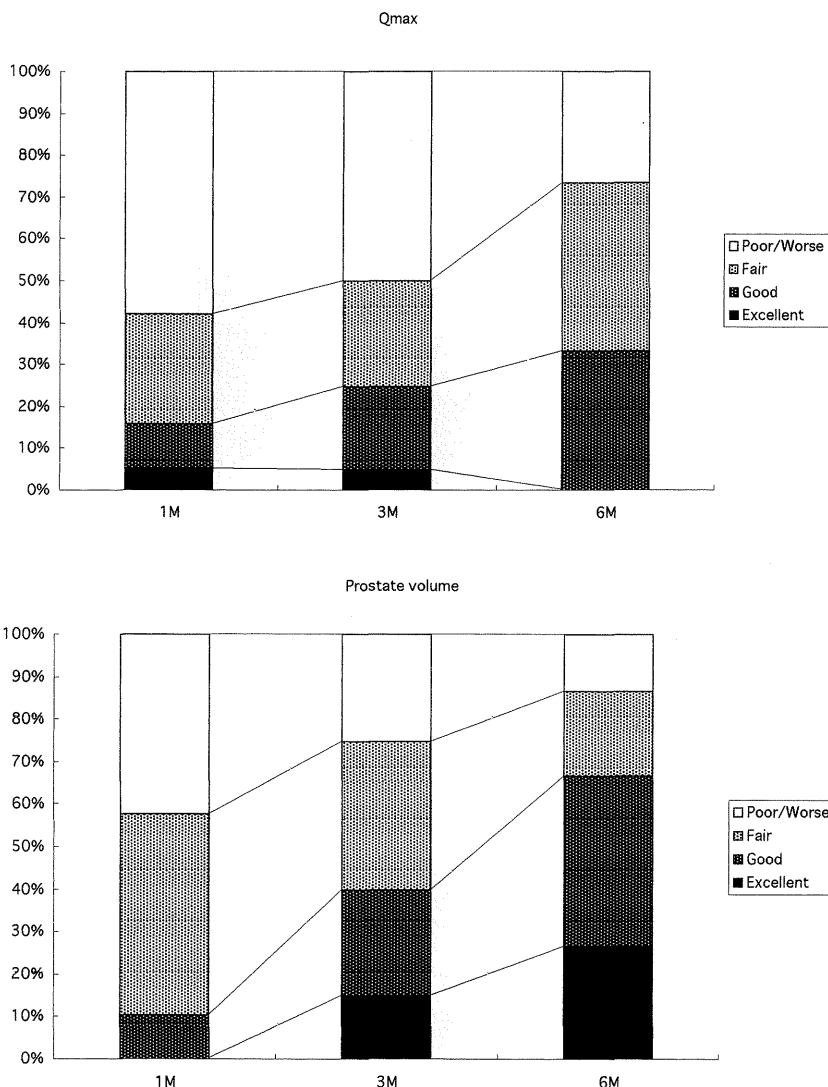 Qmax
100%
90%
80%
70%
60%
50%
40%
30%
20%
10%
0%
1M 3M 6M
Poor/Worse
Fair
Good
Excellent
Prostate volume
100%
90%
80%
70%
60%
50%
40%
30%
20%
10%
0%
1M 3M 6M
Poor/Worse
Fair
Good
Excellent